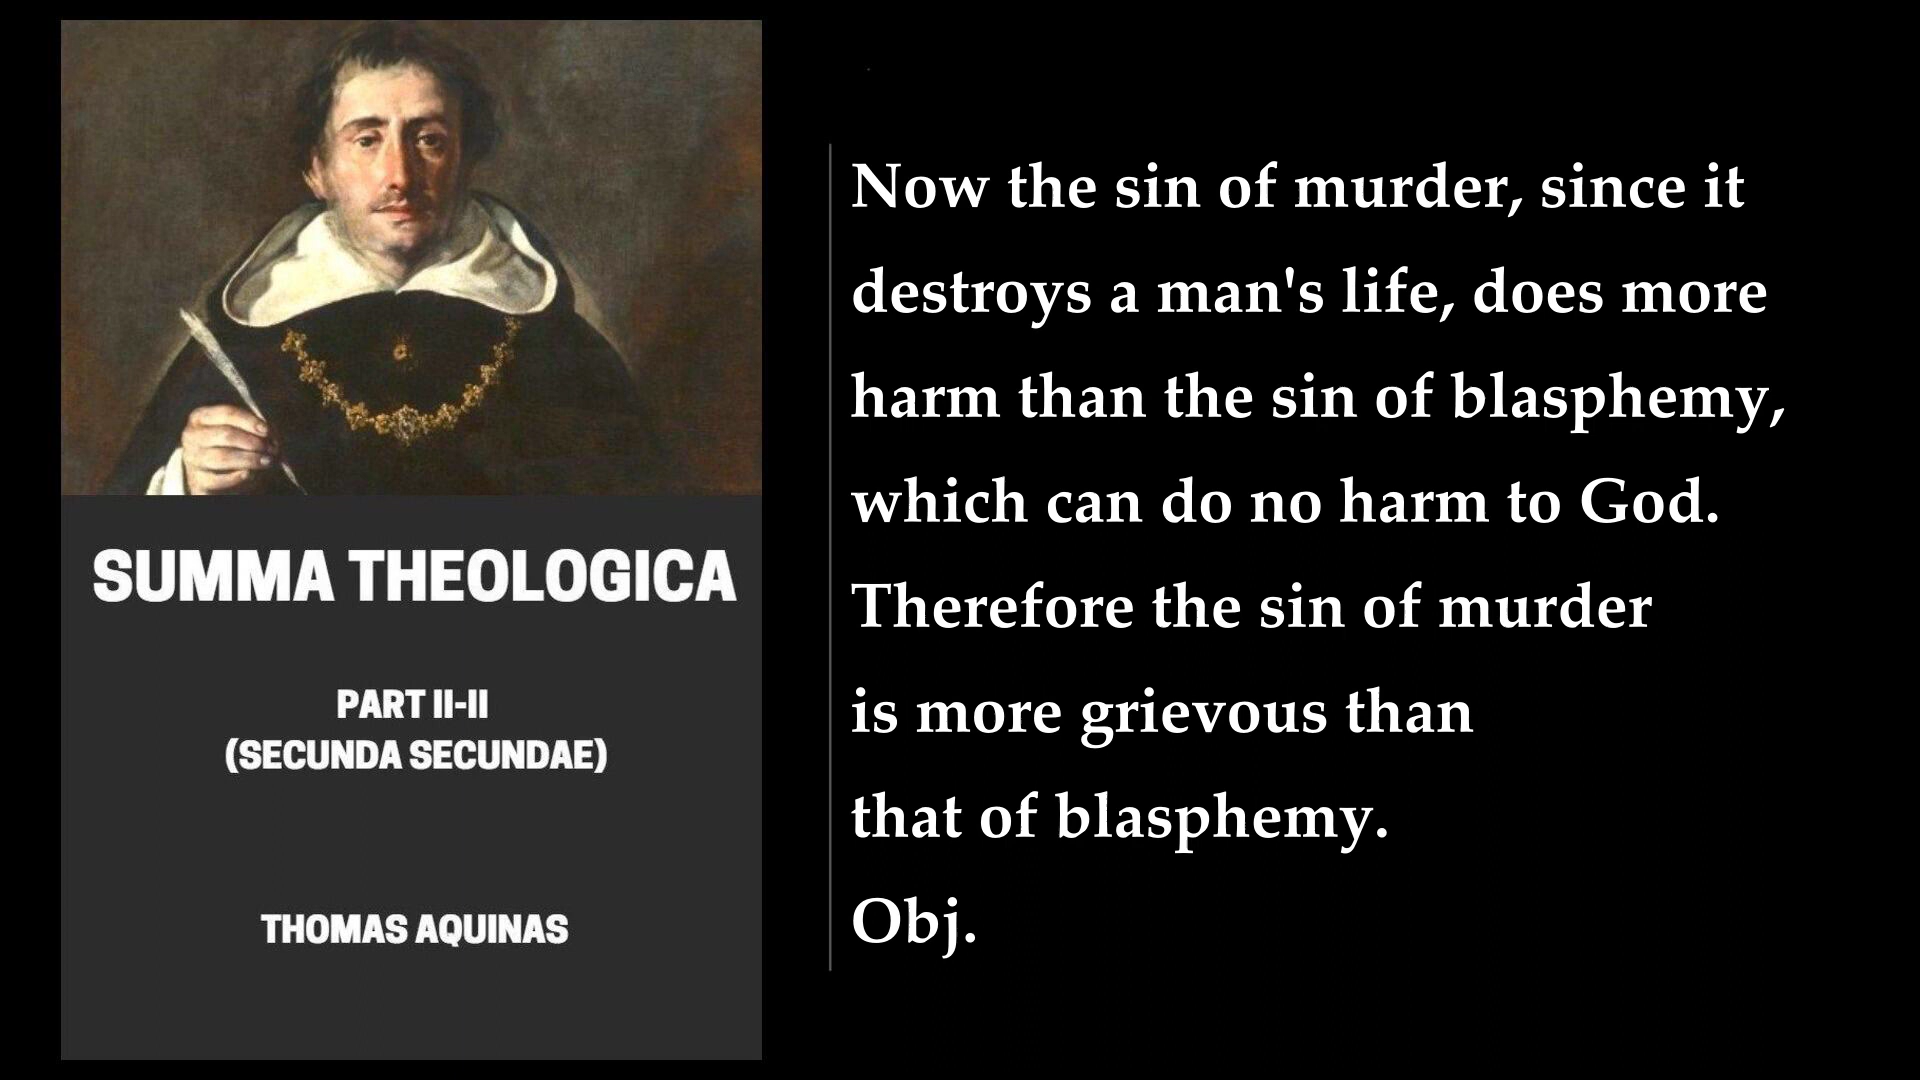 SUMMA THEOLOGICA
PART II-II
(SECUNDA SECUNDAE)
THOMAS AQUINAS
Now the sin of murder, since it
destroys a man's life, does more
harm than the sin of blasphemy,
which can do no harm to God.
Therefore the sin of murder
is more grievous than
that of blasphemy.
Obj.